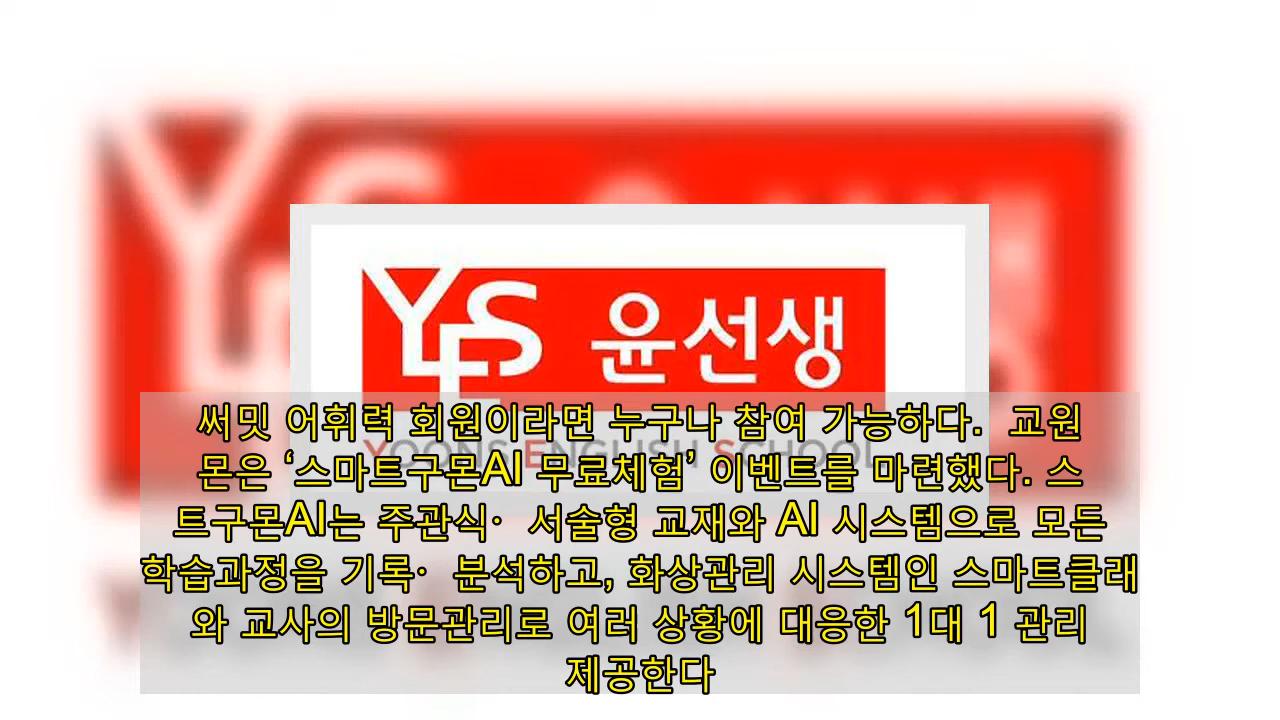 YES 윤선생
YOONS ENGLISH SCHOOL
써밋 어휘력 회원이라면 누구나 참여 가능하다. 교원
몬은 ‘스마트구몬AI 무료체험’ 이벤트를 마련했다. 스
트구몬AI는 주관식· 서술형 교재와 AI 시스템으로 모든
학습과정을 기록· 분석하고, 화상관리 시스템인 스마트클래
와 교사의 방문관리로 여러 상황에 대응한 1대 1 관리
제공한다